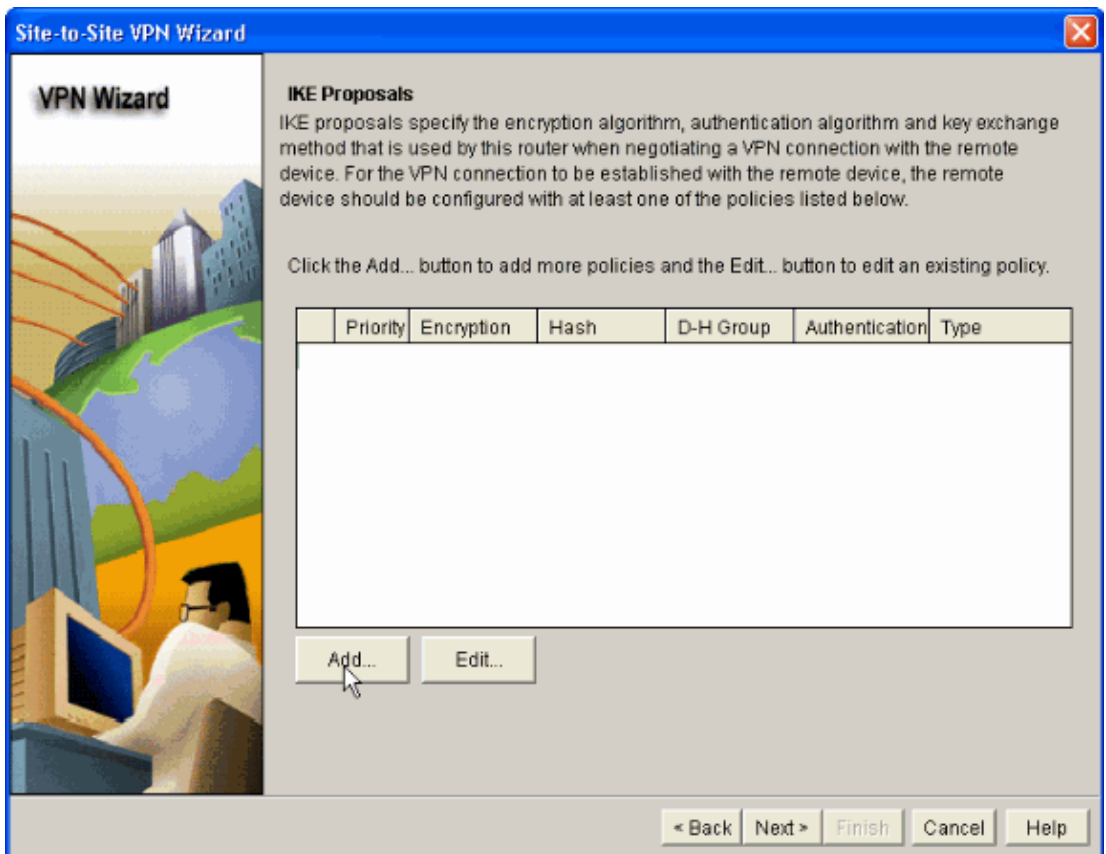 Site-to-Site VPN Wizard
VPN Wizard
IKE Proposals
IKE proposals specify the encryption algorithm, authentication algorithm and key exchange
method that is used by this router when negotiating a VPN connection with the remote
device. For the VPN connection to be established with the remote device, the remote
device should be configured with at least one of the policies listed below.
Click the Add... button to add more policies and the Edit... button to edit an existing policy.
Priority Encryption Hash D-H Group Authentication Type
Add... Edit...
< Back Next > Finish Cancel Help